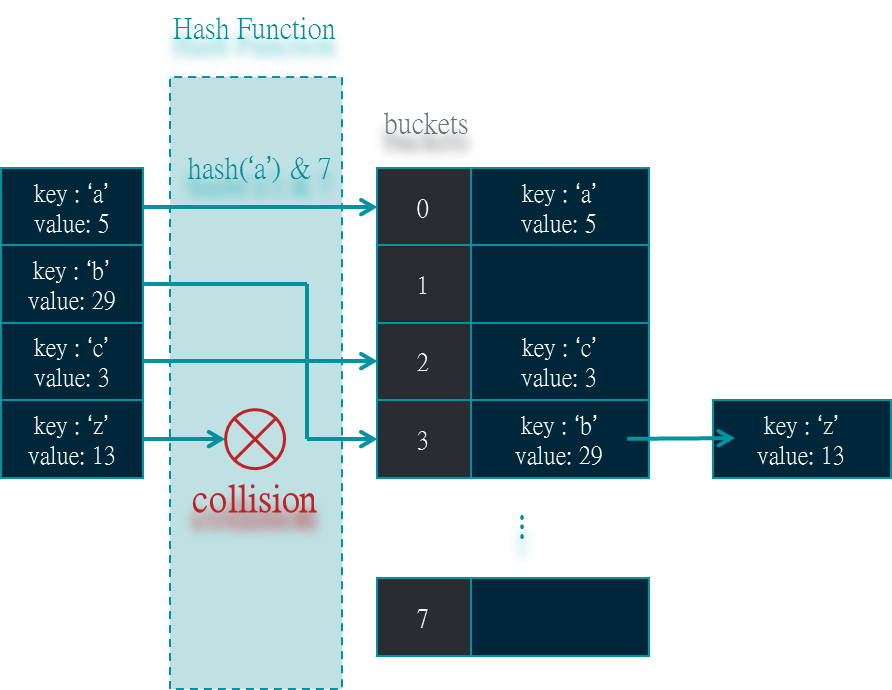 Hash Function
buckets
hash(‘a’) & 7
key : ‘a’
value: 5
key : ‘b’
value: 29
key : ‘c’
value: 3
key : ‘z’
value: 13
collision
0
key : ‘a’
value: 5
1
2
key : ‘c’
value: 3
3
key : ‘b’
value: 29
key : ‘z’
value: 13
⋮
7